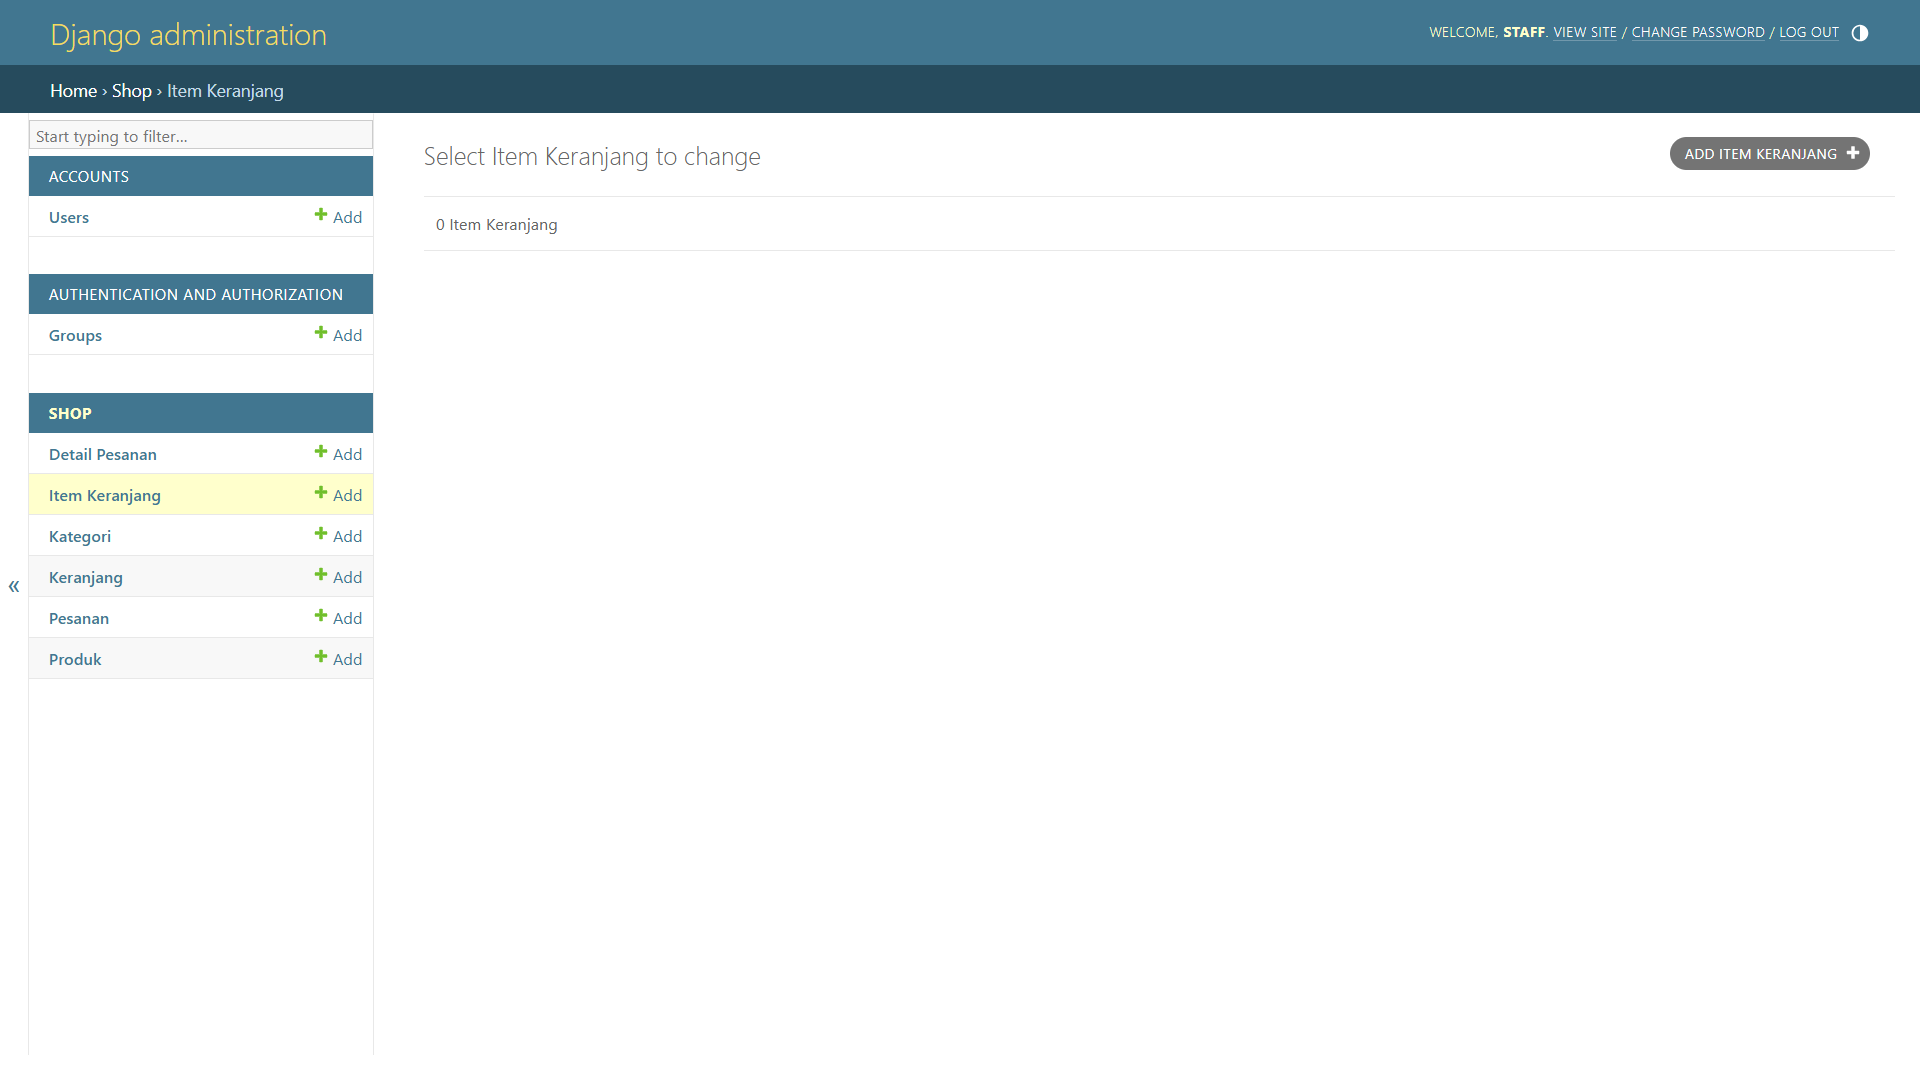 Django administration
WELCOME, STAFF. VIEW SITE / CHANGE PASSWORD / LOG OUT
Home › Shop › Item Keranjang
Start typing to filter...
ACCOUNTS
Users Add
AUTHENTICATION AND AUTHORIZATION
Groups Add
SHOP
Detail Pesanan Add
Item Keranjang Add
Kategori Add
Keranjang Add
Pesanan Add
Produk Add
«
Select Item Keranjang to change
ADD ITEM KERANJANG
0 Item Keranjang